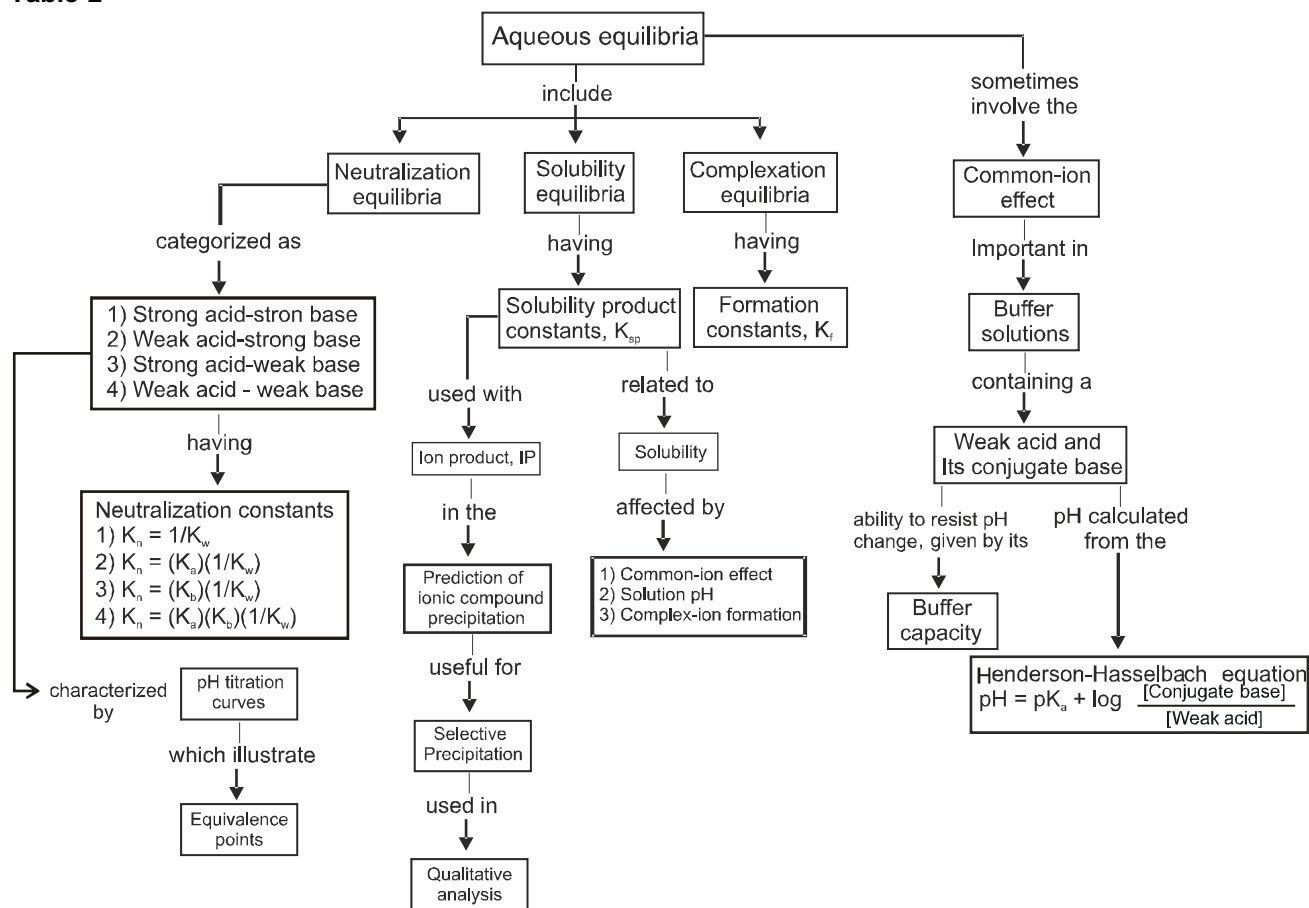 Table-2
Aqueous equilibria
include
sometimes
involve the
Neutralization
equilibria
Solubility
equilibria
Complexation
equilibria
Common-ion
effect
categorized as
having
having
Important in
1) Strong acid-stron base
2) Weak acid-strong base
3) Strong acid-weak base
4) Weak acid - weak base
Solubility product
constants, Ksp
Formation
constants, Kf
Buffer
solutions
used with
related to
containing a
having
Ion product, IP
Solubility
Weak acid and
Its conjugate base
Neutralization constants
1) Kn = 1/Kw
2) Kn = (Ka)(1/Kw)
3) Kn = (Kb)(1/Kw)
4) Kn = (Ka)(Kb)(1/Kw)
in the
affected by
ability to resist pH
change, given by its
pH calculated
from the
Prediction of
ionic compound
precipitation
1) Common-ion effect
2) Solution pH
3) Complex-ion formation
Buffer
capacity
useful for
Henderson-Hasselbach equation
pH = pKa + log [Conjugate base]
[Weak acid]
characterized
by
pH titration
curves
which illustrate
Selective
Precipitation
used in
Equivalence
points
Qualitative
analysis